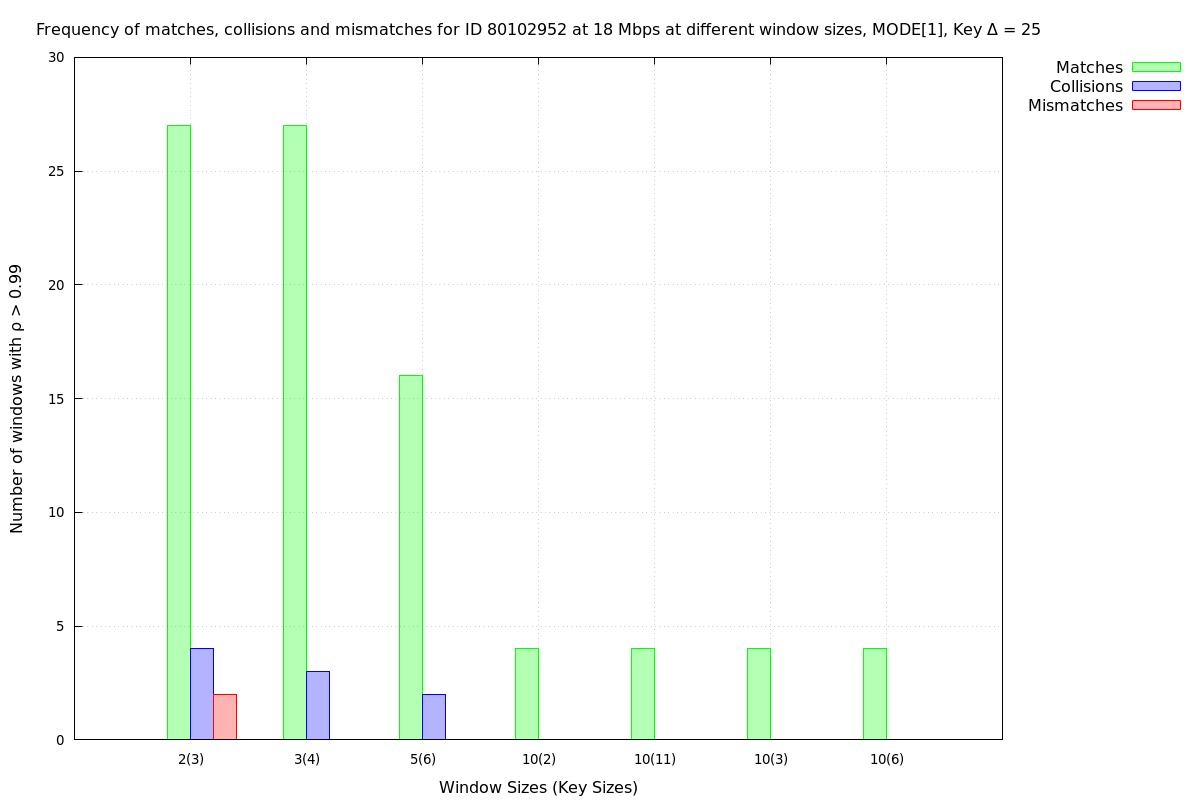 Frequency of matches, collisions and mismatches for ID 80102952 at 18 Mbps at different window sizes, MODE[1], Key Δ = 25
Matches
Collisions
Mismatches
Number of windows with ρ > 0.99
30
25
20
15
10
5
0
2(3) 3(4) 5(6) 10(2) 10(11) 10(3) 10(6)
Window Sizes (Key Sizes)